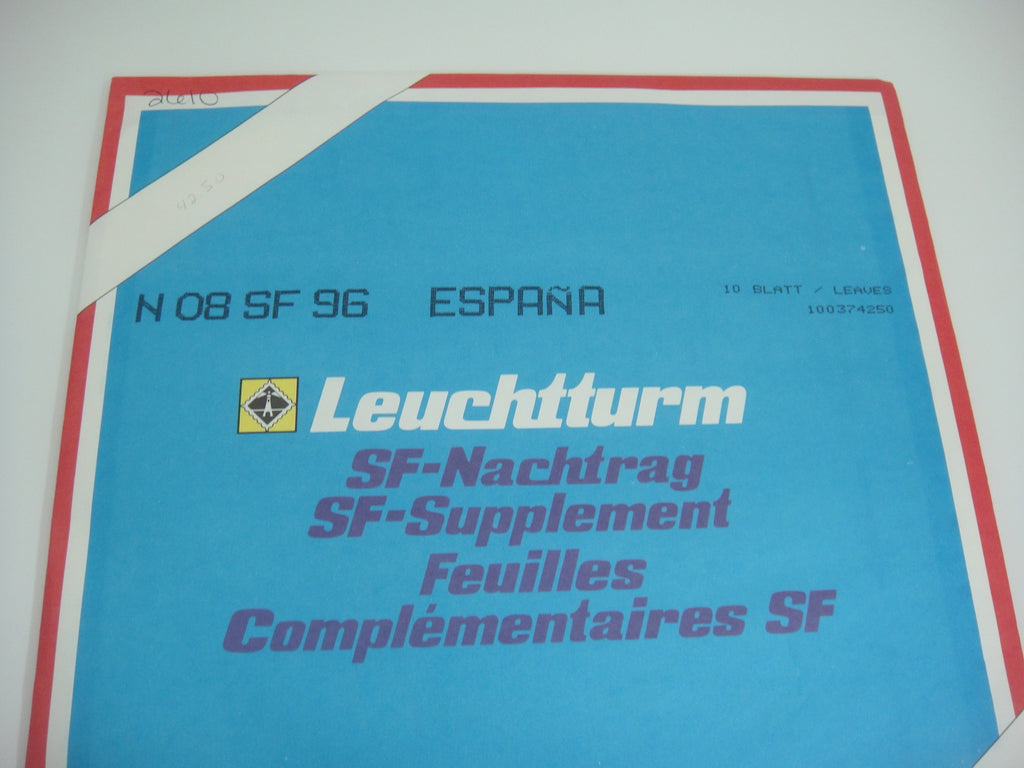 2610
42.50
N 08 SF 96 ESPAÑA
10 BLATT / LEAVES
100374250
Leuchtturm
SF-Nachtrag
SF-Supplement
Feuilles
Complémentaires SF